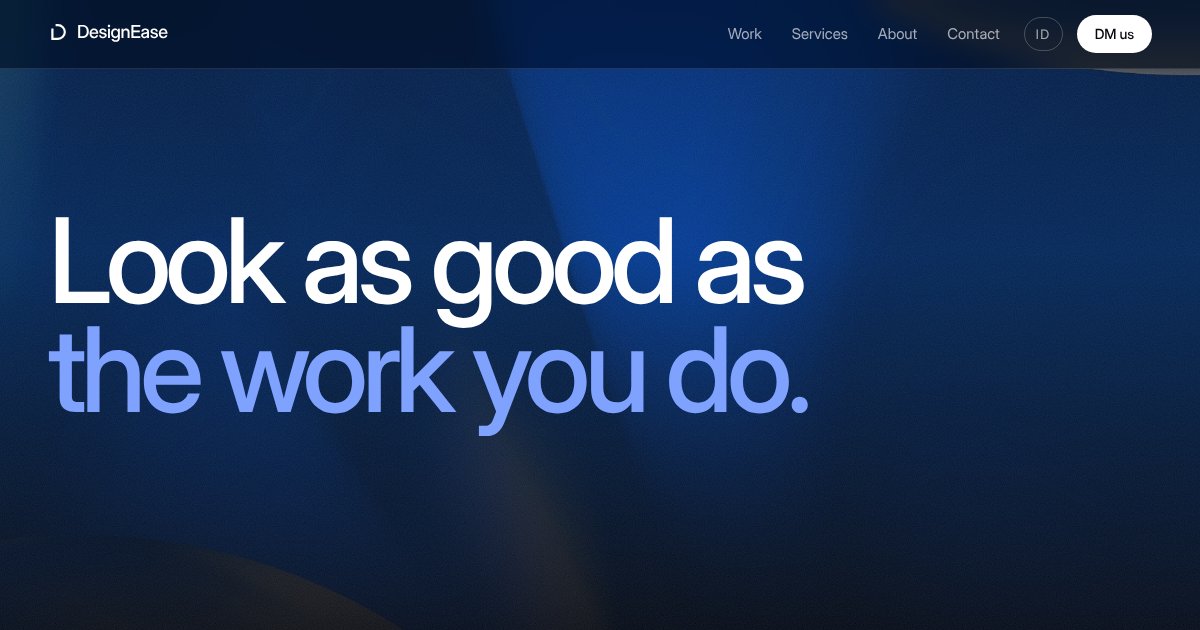 DesignEase
Work
Services
About
Contact
ID
DM us
Look as good as
the work you do.